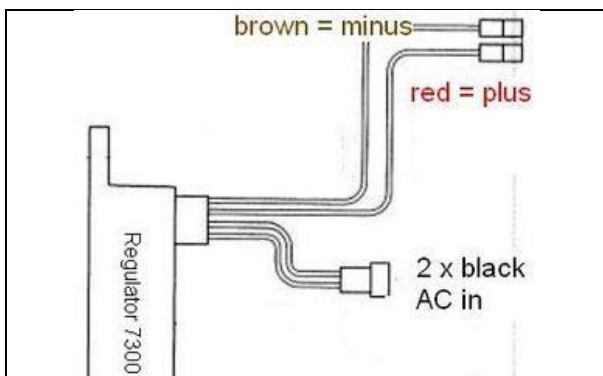 brown = minus
red = plus
2 x black
AC in
Regulator 7300